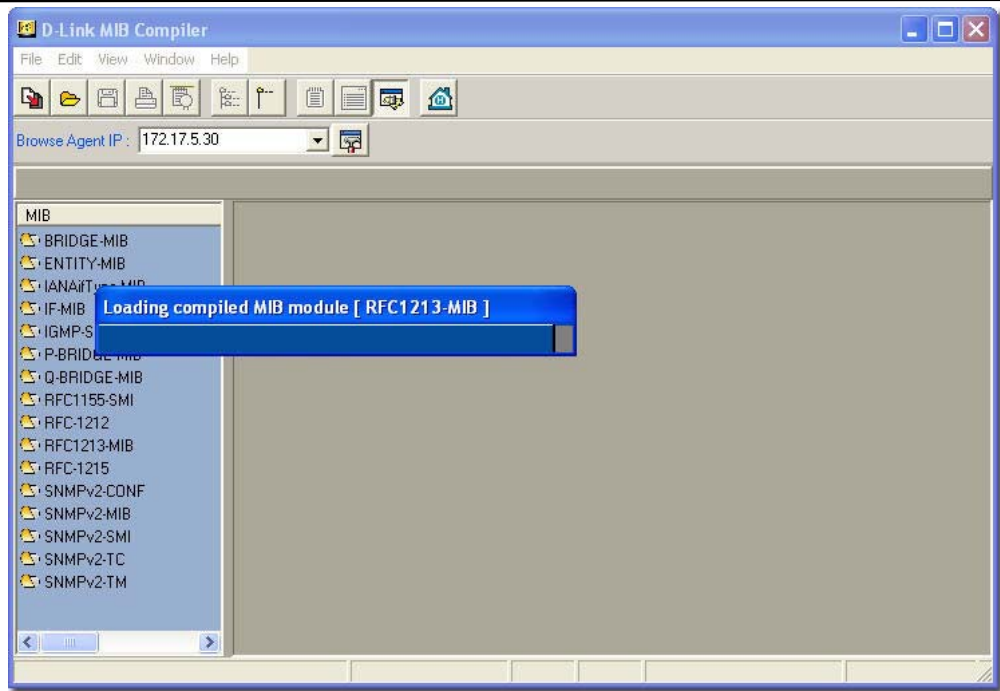 D-Link MIB Compiler
File Edit View Window Help
Browse Agent IP : 172.17.5.30
MIB
BRIDGE-MIB
ENTITY-MIB
IF-MIB
Loading compiled MIB module [ RFC1213-MIB ]
IGMP-S
Q-BRIDGE-MIB
RFC1155-SMI
RFC-1212
RFC1213-MIB
RFC-1215
SNMPv2-CONF
SNMPv2-MIB
SNMPv2-SMI
SNMPv2-TC
SNMPv2-TM